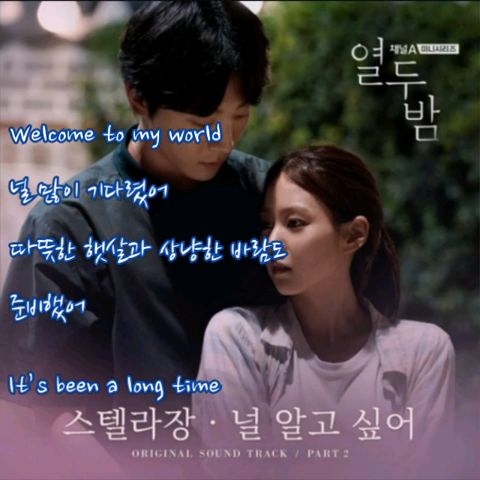 채널A 미니시리즈
열두밤
Welcome to my world
널 많이 기다렸어
따뜻한 햇살과 상냥한 바람도
준비했어
It's been a long time
스텔라장 · 널 알고 싶어
ORIGINAL SOUND TRACK / PART 2